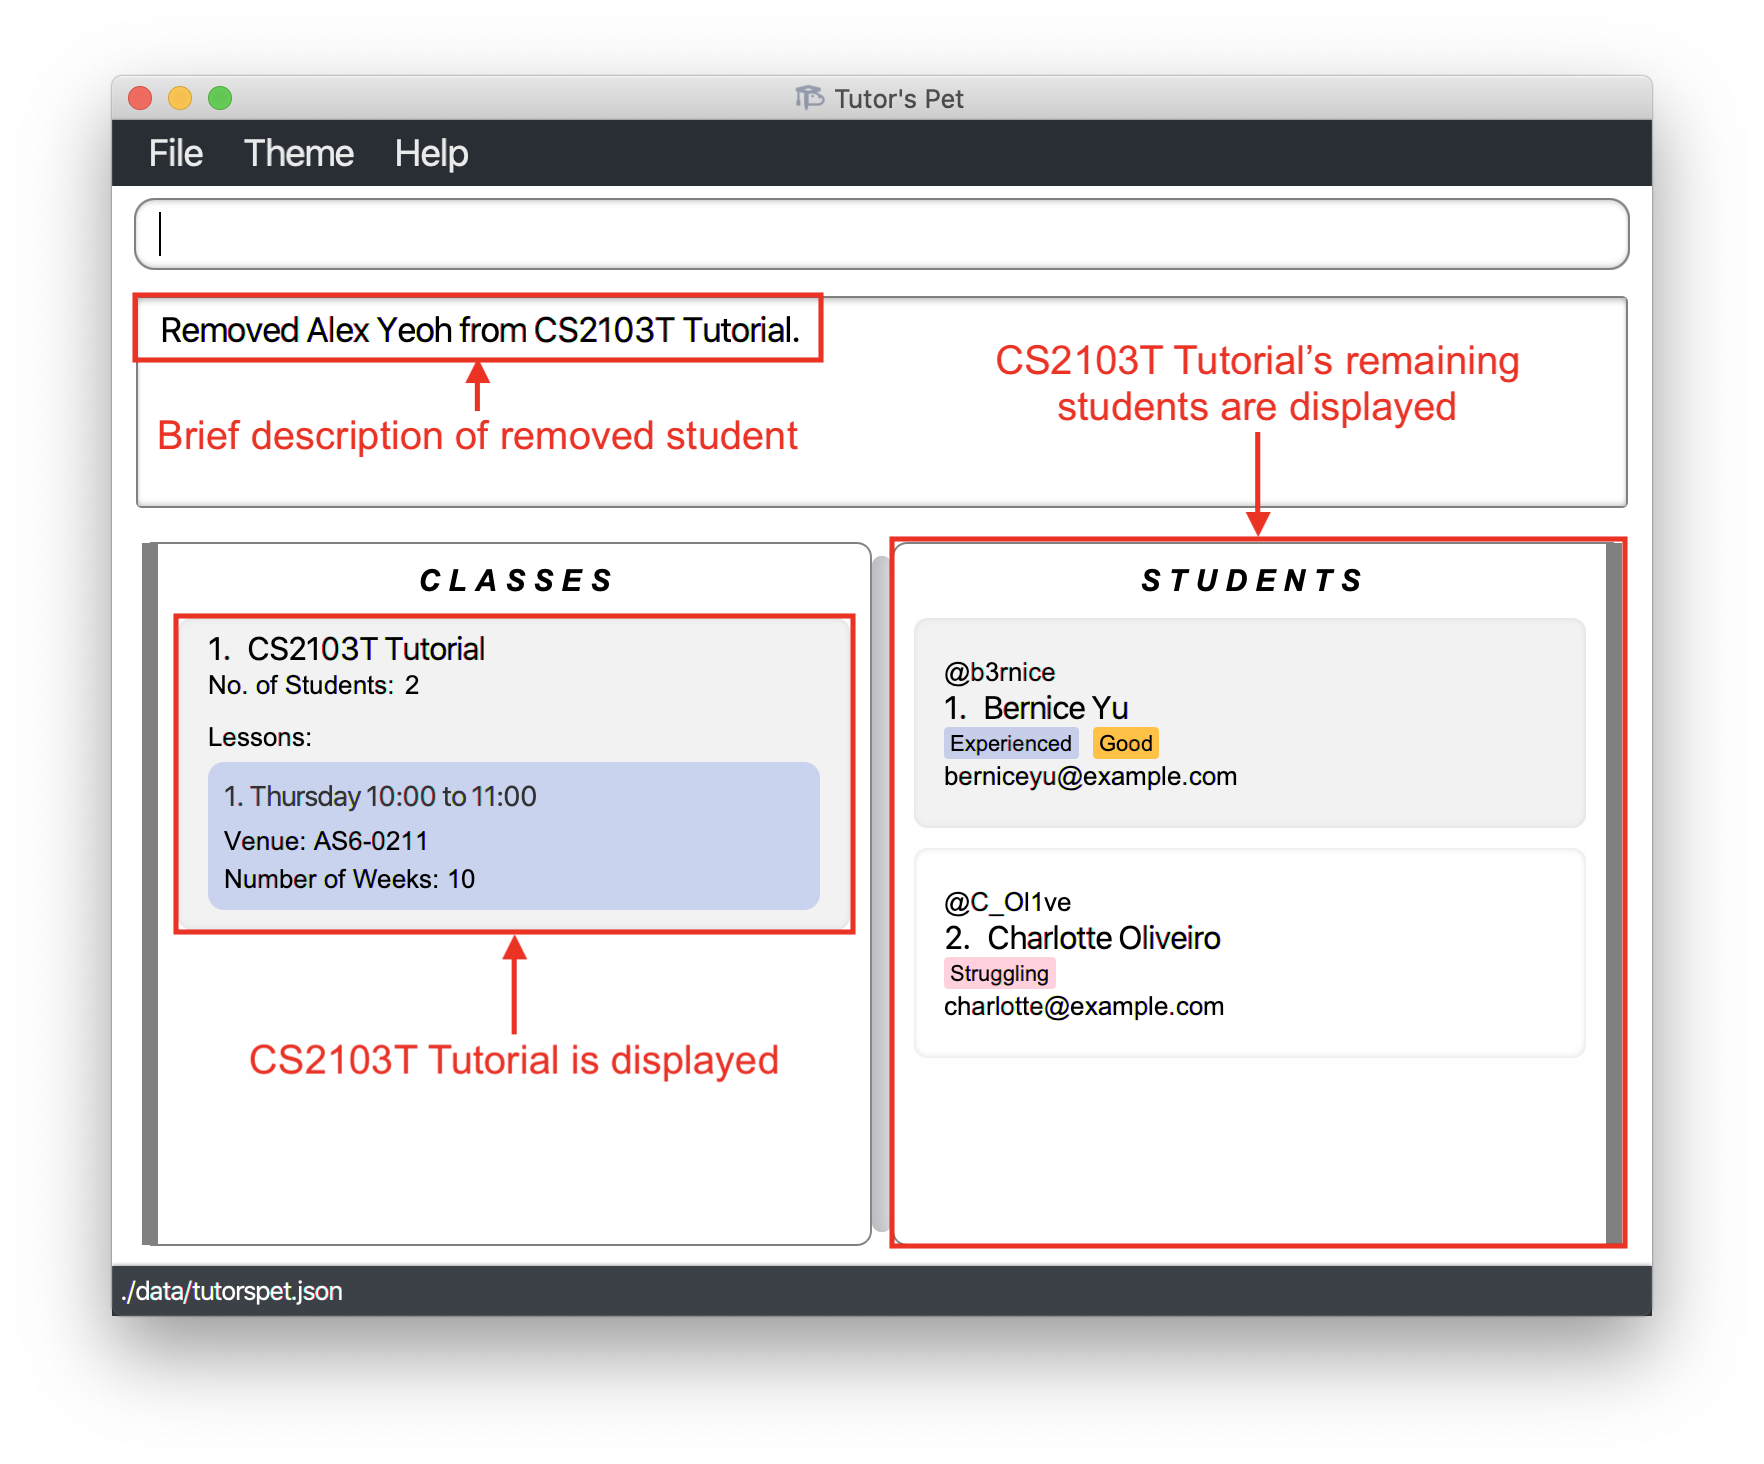 Tutor's Pet
File Theme Help
Removed Alex Yeoh from CS2103T Tutorial.
Brief description of removed student
CS2103T Tutorial’s remaining
students are displayed
CLASSES
1. CS2103T Tutorial
No. of Students: 2
Lessons:
1. Thursday 10:00 to 11:00
Venue: AS6-0211
Number of Weeks: 10
CS2103T Tutorial is displayed
STUDENTS
@b3rnice
1. Bernice Yu
Experienced Good
berniceyu@example.com
@C_Ol1ve
2. Charlotte Oliveiro
Struggling
charlotte@example.com
./data/tutorspet.json